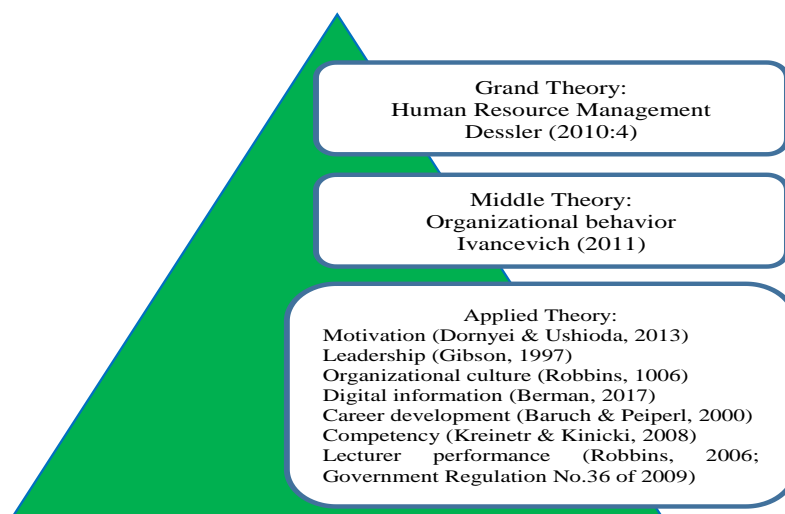 Grand Theory:
Human Resource Management
Dessler (2010:4)
Middle Theory:
Organizational behavior
Ivancevich (2011)
Applied Theory:
Motivation (Dornyei & Ushioda, 2013)
Leadership (Gibson, 1997)
Organizational culture (Robbins, 1006)
Digital information (Berman, 2017)
Career development (Baruch & Peiperl, 2000)
Competency (Kreinetr & Kinicki, 2008)
Lecturer performance (Robbins, 2006;
Government Regulation No.36 of 2009)